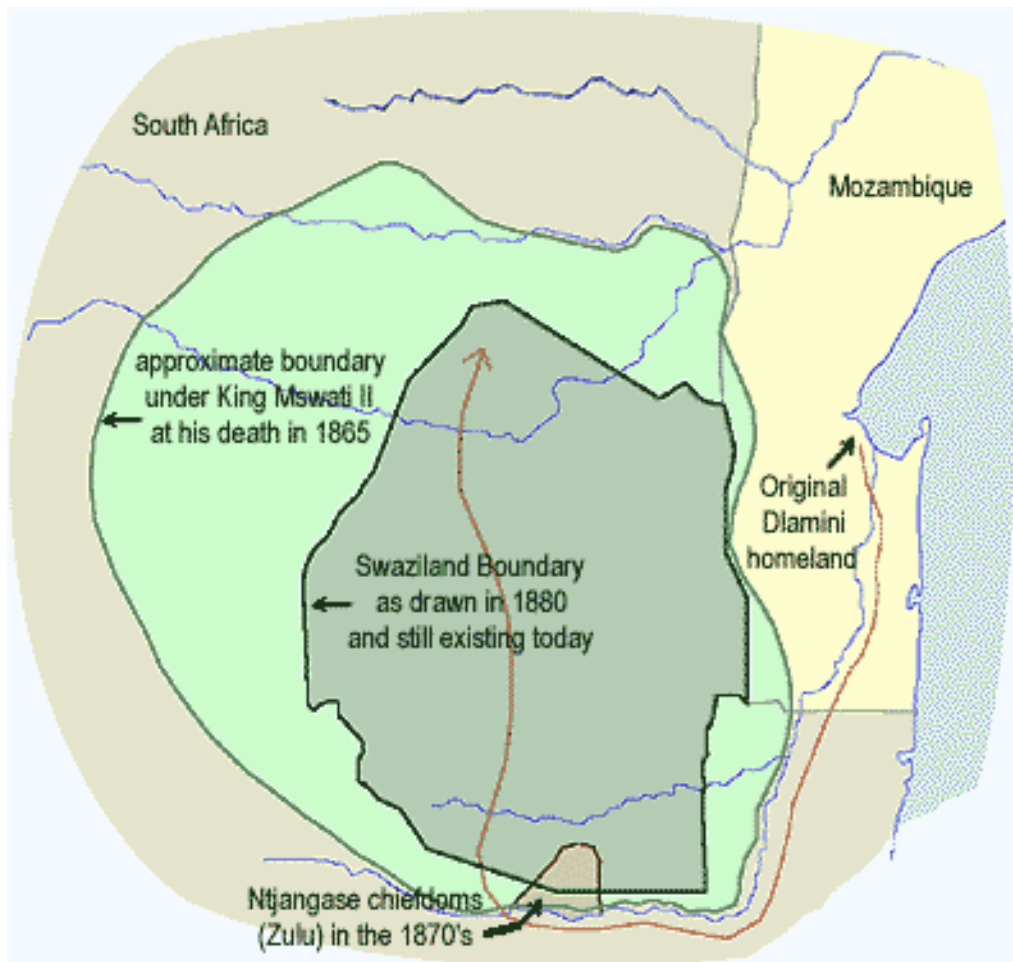 South Africa
Mozambique
approximate boundary
under King Mswati II
at his death in 1865
Original
Dlamini
homeland
Swaziland Boundary
as drawn in 1880
and still existing today
Ntjangase chiefdoms
(Zulu) in the 1870's